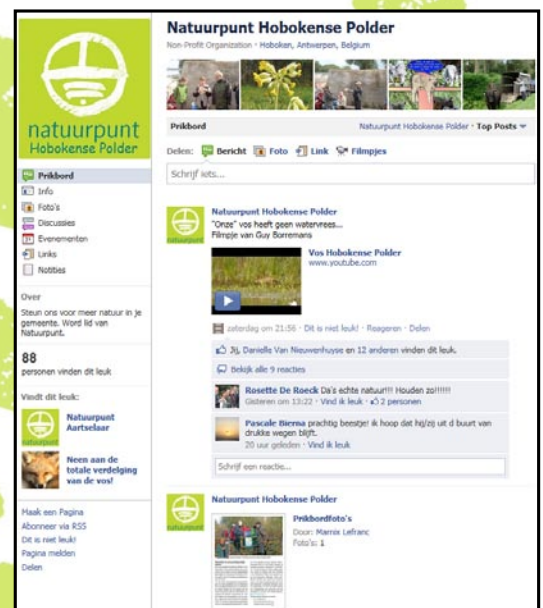 natuurpunt
Hobokense Polder
Prikbord
Info
Foto's
Discussies
Evenementen
Links
Notities
Over
Steun ons voor meer natuur in je
gemeente. Word lid van
Natuurpunt.
88
personen vinden dit leuk
Vindt dit leuk:
Natuurpunt
Aartselaar
Neen aan de
totale verdelging
van de vos!
Maak een Pagina
Abonneer via RSS
Dit is niet leuk!
Pagina melden
Delen
Natuurpunt Hobokense Polder
Non-Profit Organization · Hoboken, Antwerpen, Belgium
Prikbord
Natuurpunt Hobokense Polder · Top Posts
Delen: Bericht Foto Link Filmpjes
Schrijf iets...
Natuurpunt Hobokense Polder
"Onze" vos heeft geen watervrees...
Filmpje van Guy Borremans
Vos Hobokense Polder
www.youtube.com
zaterdag om 21:56 · Dit is niet leuk! · Reageren · Delen
Jij, Danielle Van Nieuwenhuyse en 12 anderen vinden dit leuk.
Bekijk alle 9 reacties
Rosette De Roeck Da's echte natuur!!! Houden zo!!!!!!
Gisteren om 13:22 · Vind ik leuk · 2 personen
Pascale Bierna prachtig beestje! ik hoop dat hij/zij uit d buurt van
drukke wegen blijft.
20 uur geleden · Vind ik leuk
Schrijf een reactie...
Natuurpunt Hobokense Polder
Prikbordfoto's
Door: Marnix Lefranc
Foto's: 1